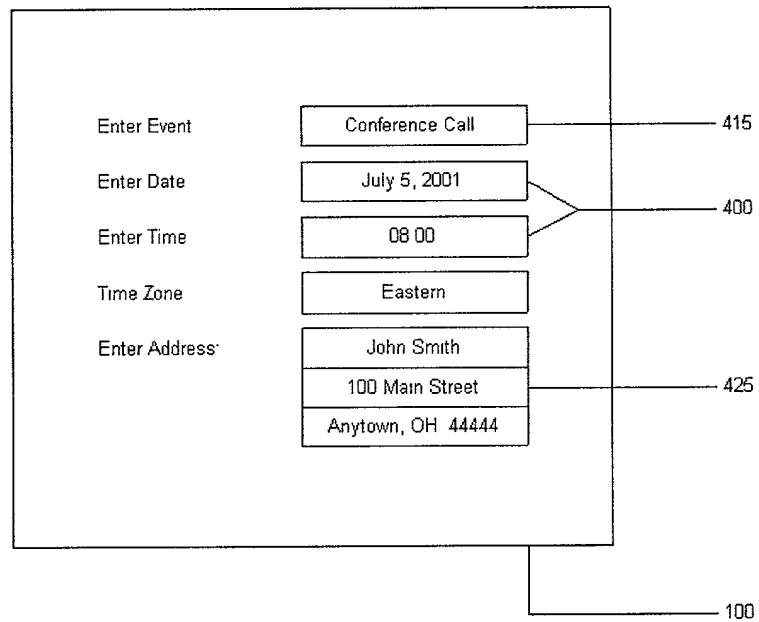 Enter Event Conference Call 415
Enter Date July 5, 2001
400
Enter Time 08 00
Time Zone Eastern
Enter Address: John Smith
100 Main Street 425
Anytown, OH 44444
100